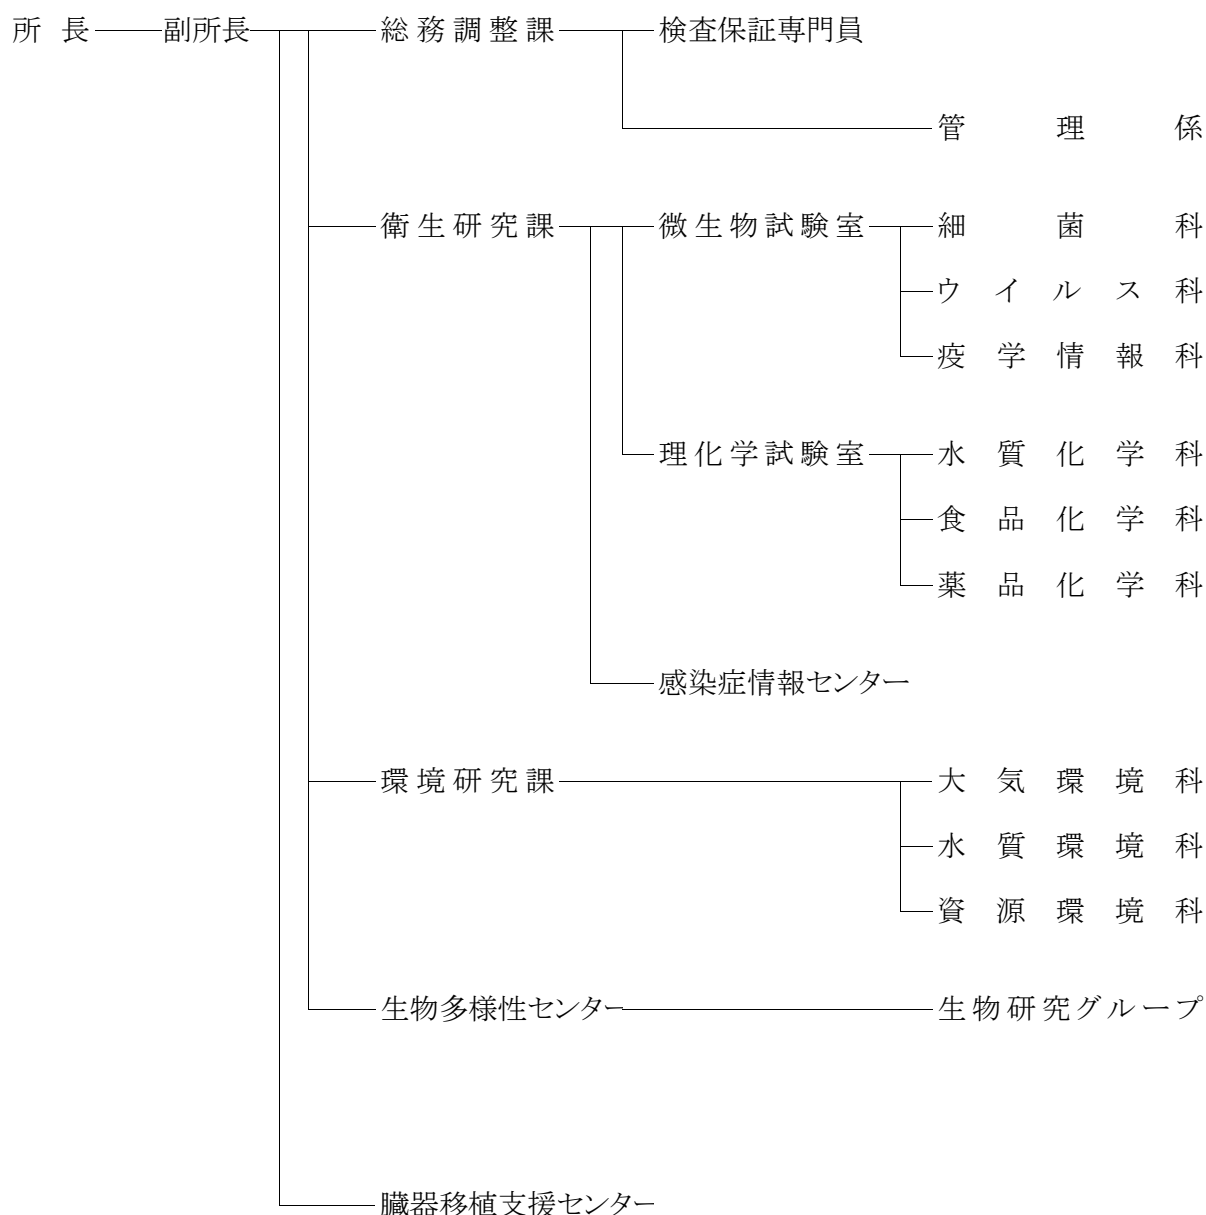 所長 副所長 総務調整課 検査保証専門員
管理係
衛生研究課 微生物試験室 細菌科
ウイルス科
疫学情報科
理化学試験室 水質化学科
食品化学科
薬品化学科
感染症情報センター
環境研究課 大気環境科
水質環境科
資源環境科
生物多様性センター 生物研究グループ
臓器移植支援センター